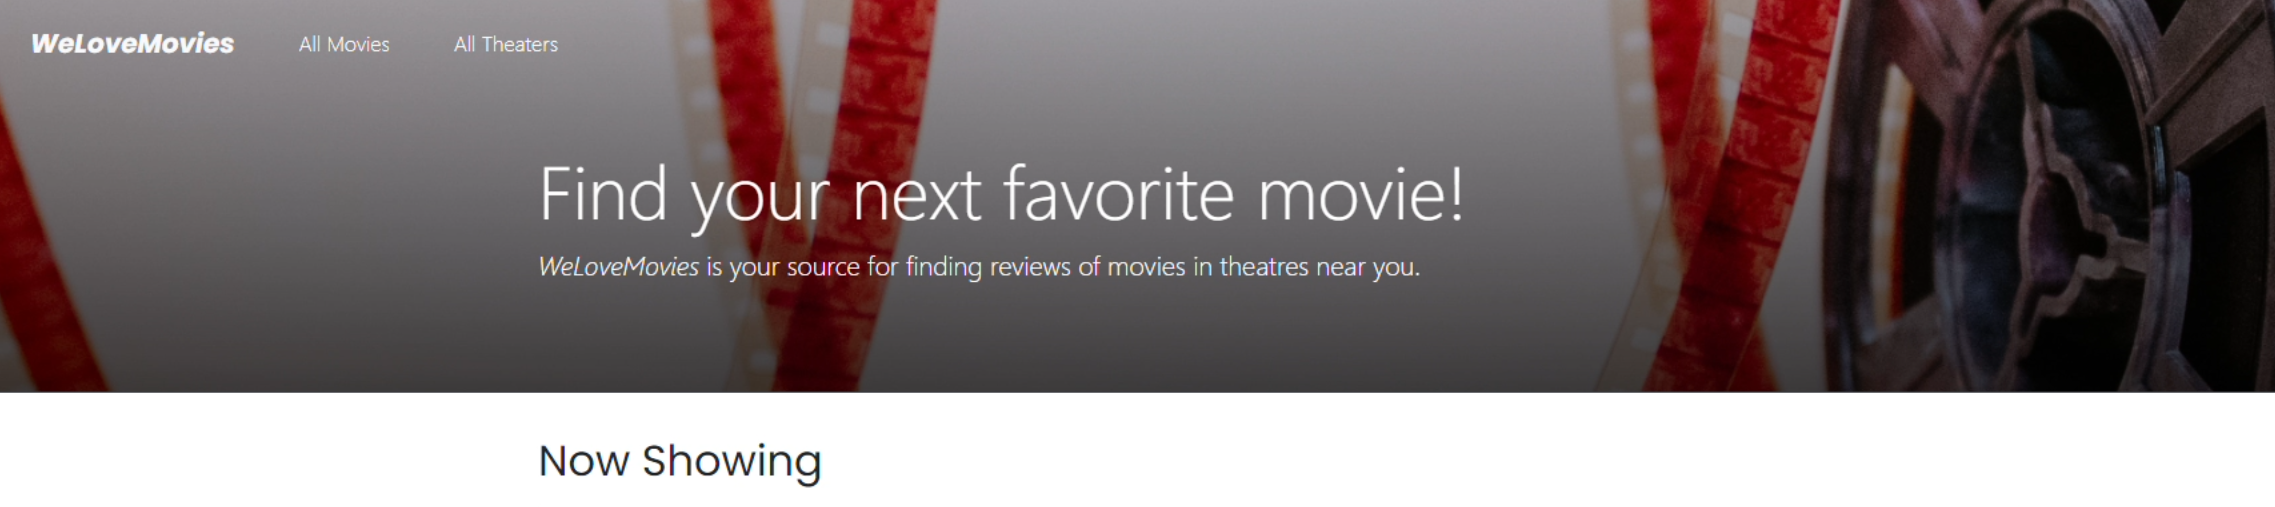 WeLoveMovies All Movies All Theaters
Find your next favorite movie!
WeLoveMovies is your source for finding reviews of movies in theatres near you.
Now Showing